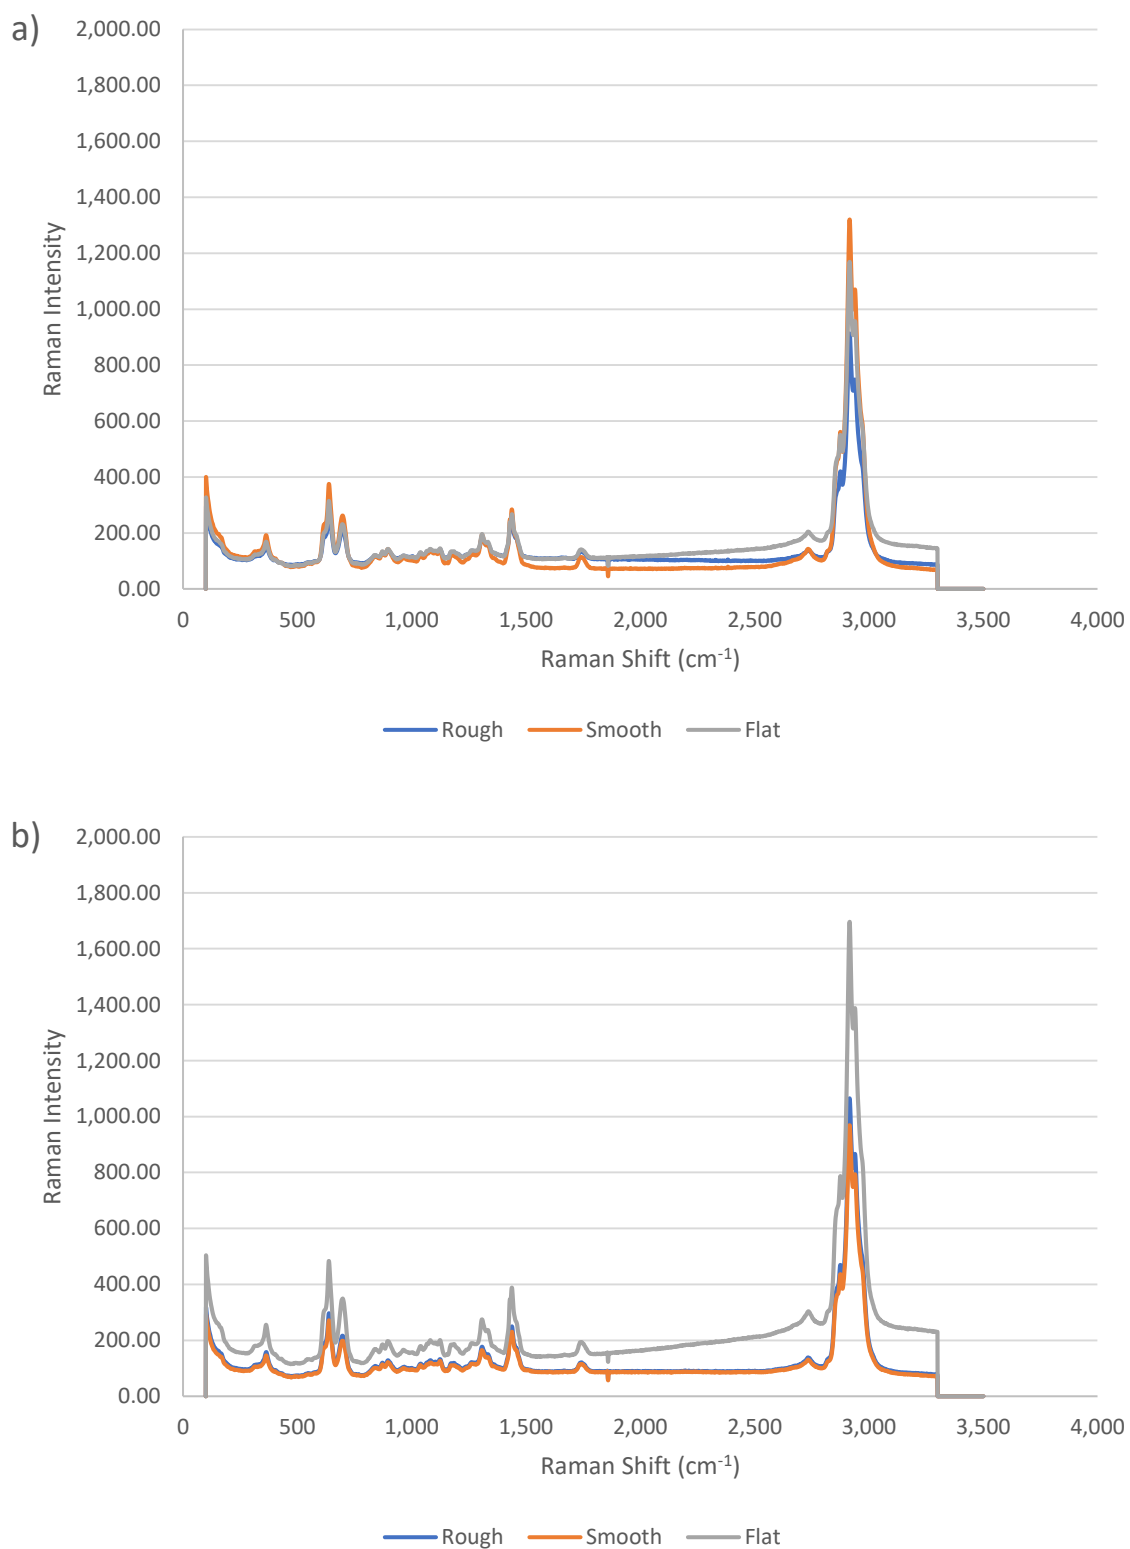 a)
2,000.00
1,800.00
1,600.00
1,400.00
1,200.00
1,000.00
800.00
600.00
400.00
200.00
0.00
Raman Intensity
0 500 1,000 1,500 2,000 2,500 3,000 3,500 4,000
Raman Shift (cm-1)
Rough Smooth Flat
b)
2,000.00
1,800.00
1,600.00
1,400.00
1,200.00
1,000.00
800.00
600.00
400.00
200.00
0.00
Raman Intensity
0 500 1,000 1,500 2,000 2,500 3,000 3,500 4,000
Raman Shift (cm-1)
Rough Smooth Flat